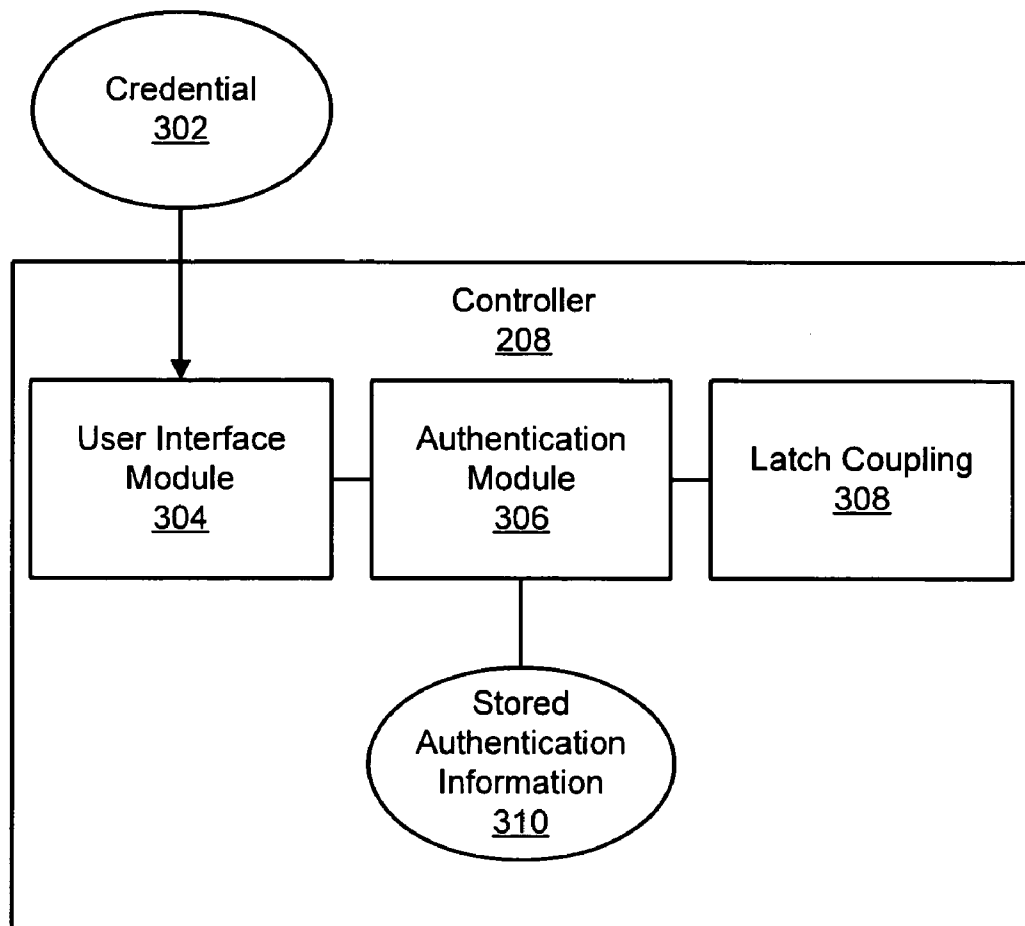 Credential
302
Controller
208
User Interface
Module
304
Authentication
Module
306
Latch Coupling
308
Stored
Authentication
Information
310